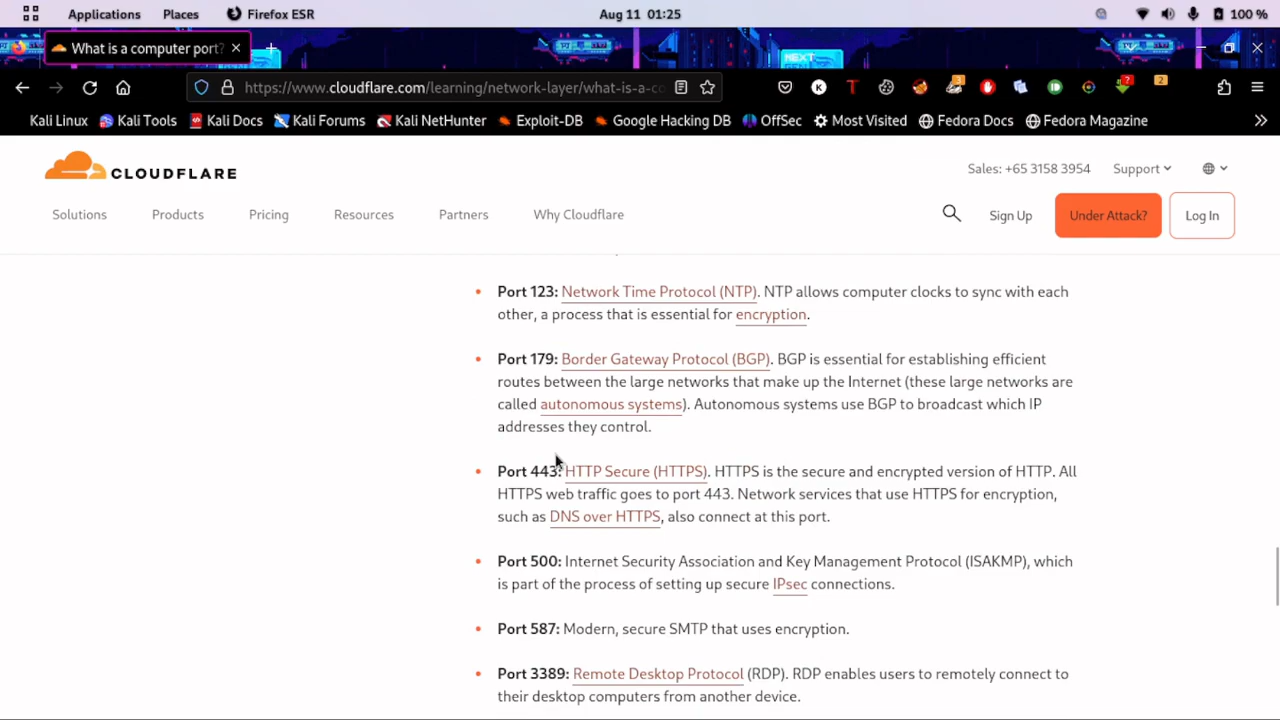 Applications Places Firefox ESR Aug 11 01:25 100 %
What is a computer port?
https://www.cloudflare.com/learning/network-layer/what-is-a-co
3 ? 2
Kali Linux Kali Tools Kali Docs Kali Forums Kali NetHunter Exploit-DB Google Hacking DB OffSec Most Visited Fedora Docs Fedora Magazine
CLOUDFLARE
Sales: +65 3158 3954 Support
Solutions Products Pricing Resources Partners Why Cloudflare Sign Up Under Attack? Log In
Port 123: Network Time Protocol (NTP). NTP allows computer clocks to sync with each
other, a process that is essential for encryption.
Port 179: Border Gateway Protocol (BGP). BGP is essential for establishing efficient
routes between the large networks that make up the Internet (these large networks are
called autonomous systems). Autonomous systems use BGP to broadcast which IP
addresses they control.
Port 443: HTTP Secure (HTTPS). HTTPS is the secure and encrypted version of HTTP. All
HTTPS web traffic goes to port 443. Network services that use HTTPS for encryption,
such as DNS over HTTPS, also connect at this port.
Port 500: Internet Security Association and Key Management Protocol (ISAKMP), which
is part of the process of setting up secure IPsec connections.
Port 587: Modern, secure SMTP that uses encryption.
Port 3389: Remote Desktop Protocol (RDP). RDP enables users to remotely connect to
their desktop computers from another device.